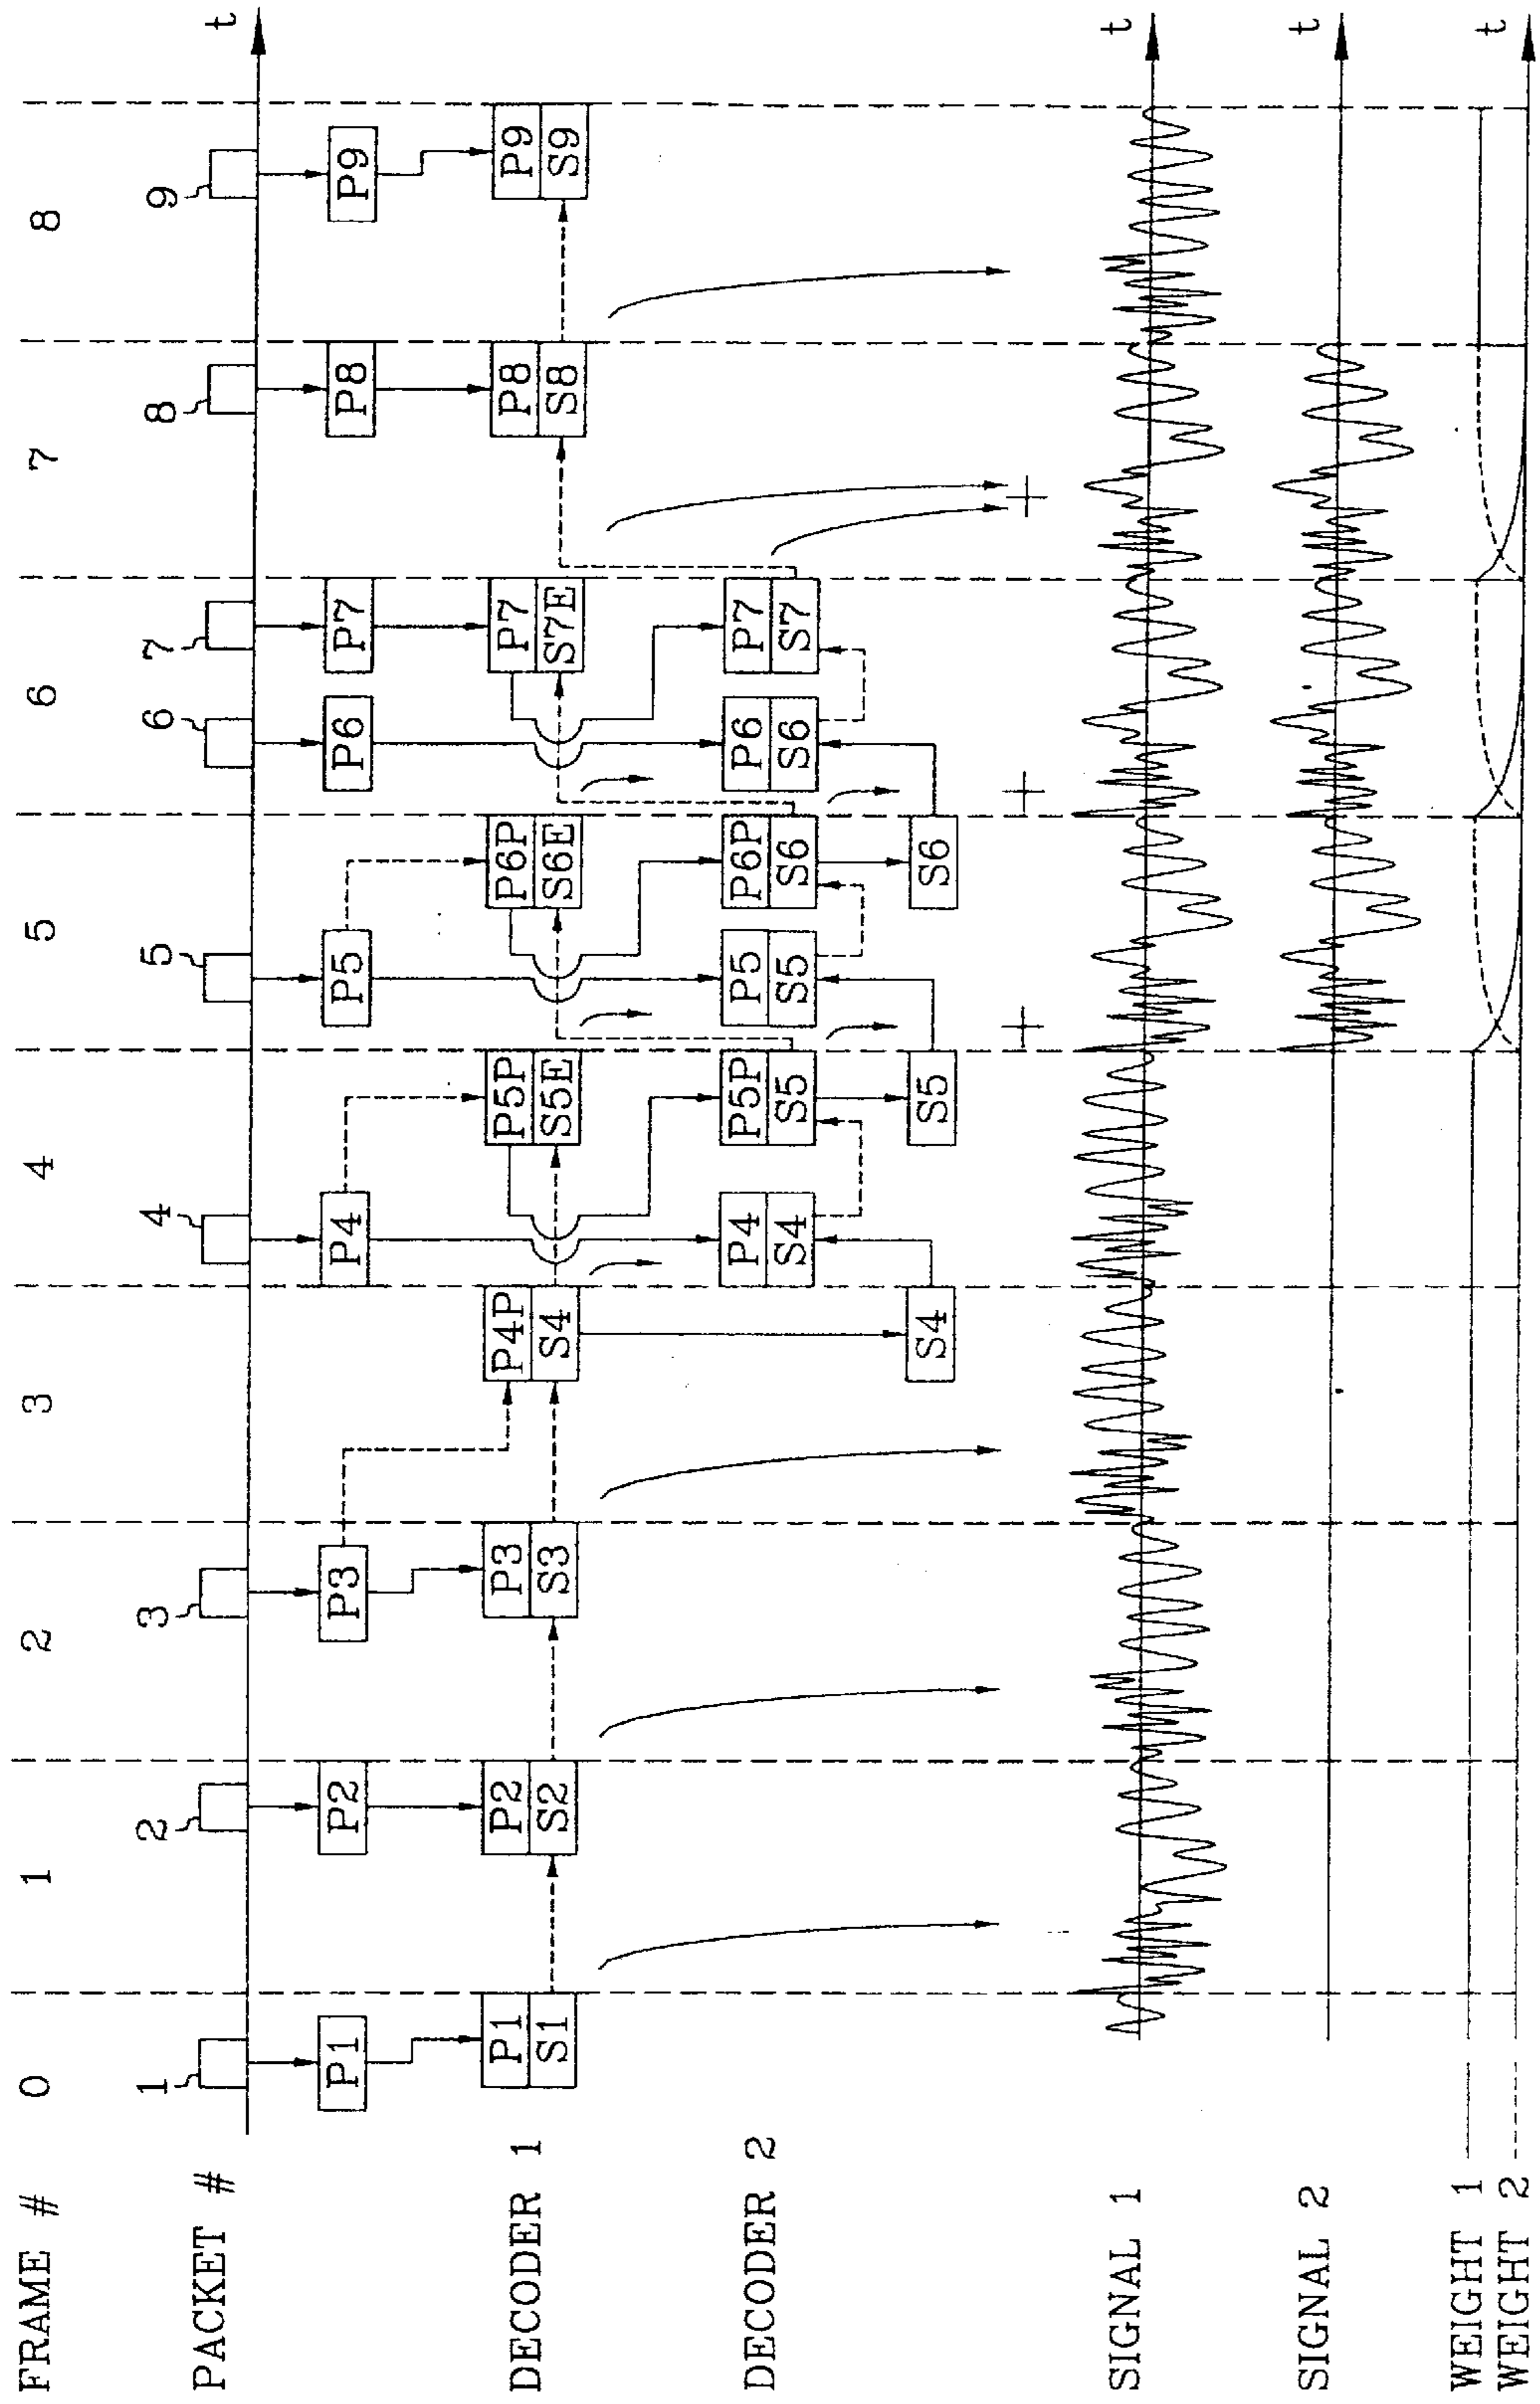 FRAME # 0 1 2 3 4 5 6 7 8
PACKET # 1 2 3 4 5 6 7 8 9 t
P1 P2 P3 P4 P5 P6 P7 P8 P9
DECODER 1
P1 P2 P3 P4P P5P P6P P7 P8 P9
S1 S2 S3 S4 S5E S6E S7E S8 S9
DECODER 2
P4 P5P P5 P6P P6 P7
S4 S5 S5 S6 S6 S7
S4 S5 S6
+ + +
SIGNAL 1 t
SIGNAL 2 t
WEIGHT 1
WEIGHT 2 t